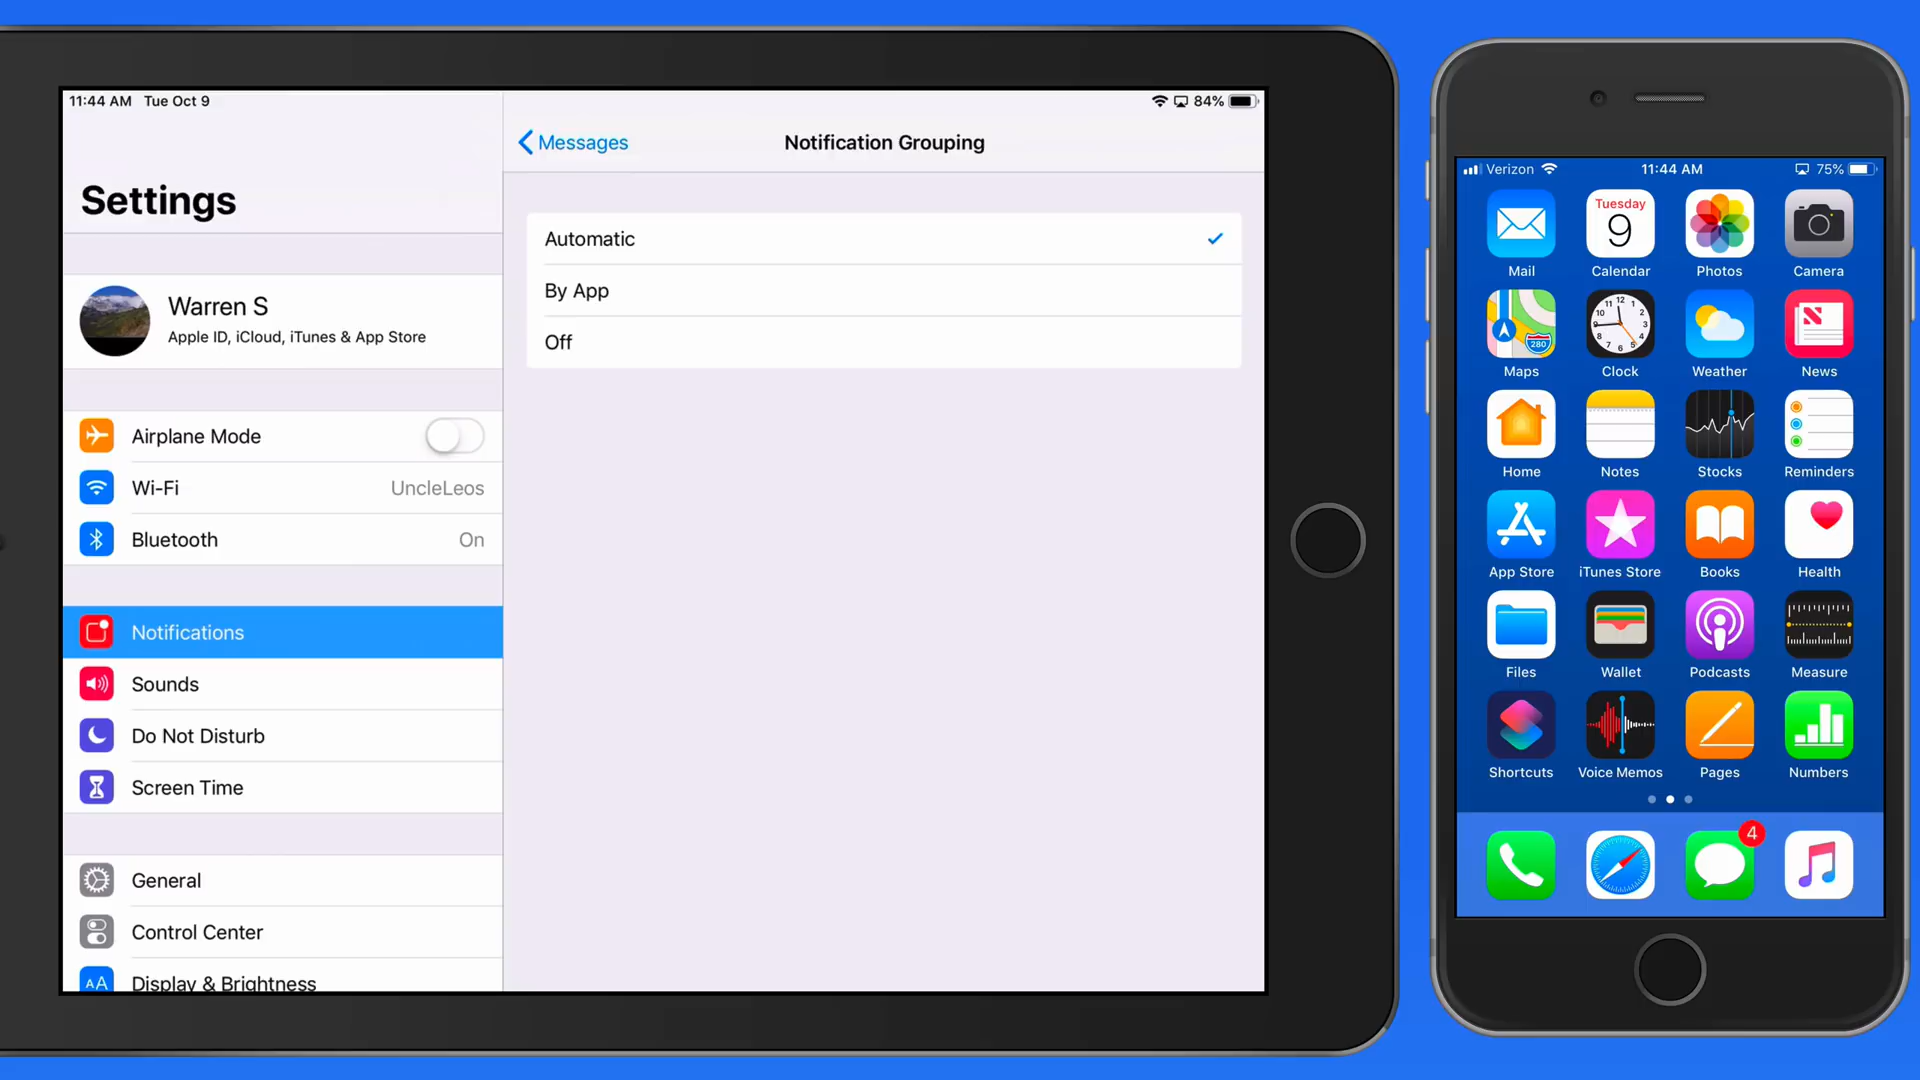 11:44 AM Tue Oct 9
84%
Messages
Notification Grouping
Settings
Automatic
By App
Off
Warren S
Apple ID, iCloud, iTunes & App Store
Airplane Mode
Wi-Fi UncleLeos
Bluetooth On
Notifications
Sounds
Do Not Disturb
Screen Time
General
Control Center
AA Display & Brightness
Verizon 11:44 AM 75%
Tuesday
9
Mail Calendar Photos Camera
280
Maps Clock Weather News
Home Notes Stocks Reminders
App Store iTunes Store Books Health
Files Wallet Podcasts Measure
Shortcuts Voice Memos Pages Numbers
4